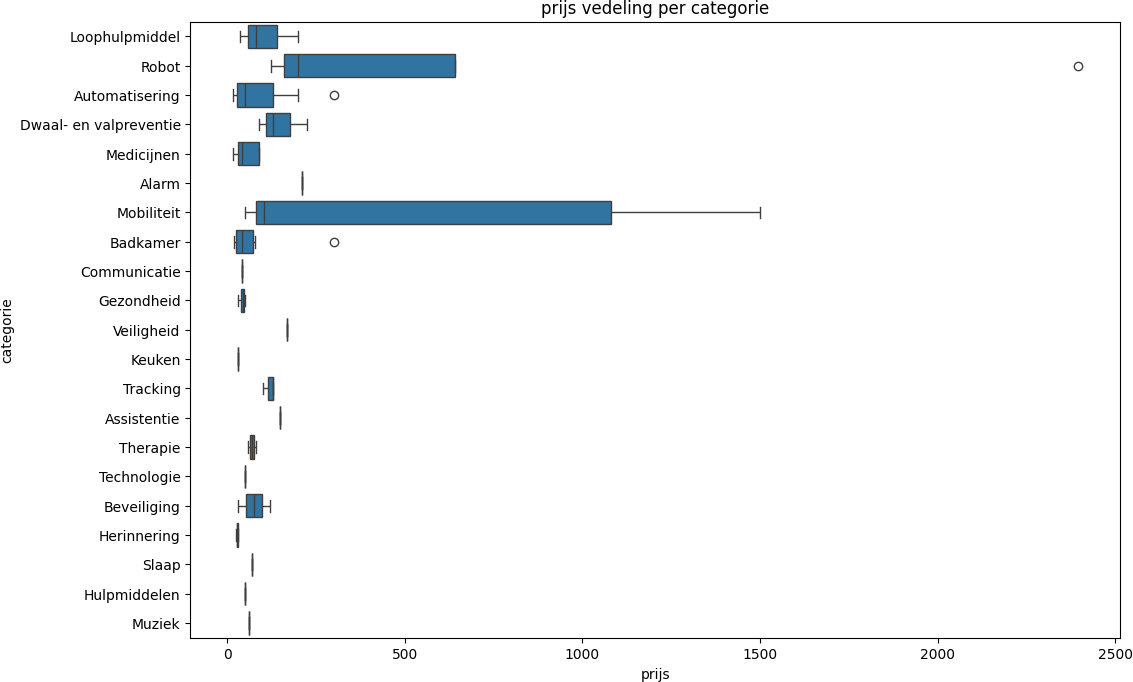 prijs vedeling per categorie
Loophulpmiddel
Robot
Automatisering
Dwaal- en valpreventie
Medicijnen
Alarm
Mobiliteit
Badkamer
Communicatie
Gezondheid
Veiligheid
Keuken
Tracking
Assistentie
Therapie
Technologie
Beveiliging
Herinnering
Slaap
Hulpmiddelen
Muziek
categorie
0 500 1000 1500 2000 2500
prijs